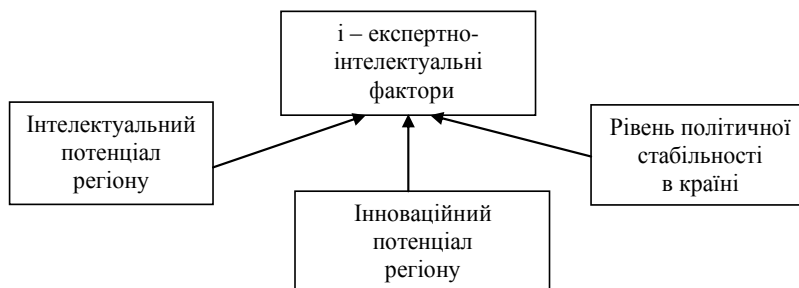 і – експертно-
інтелектуальні
фактори
Інтелектуальний
потенціал
регіону
Рівень політичної
стабільності
в країні
Інноваційний
потенціал
регіону